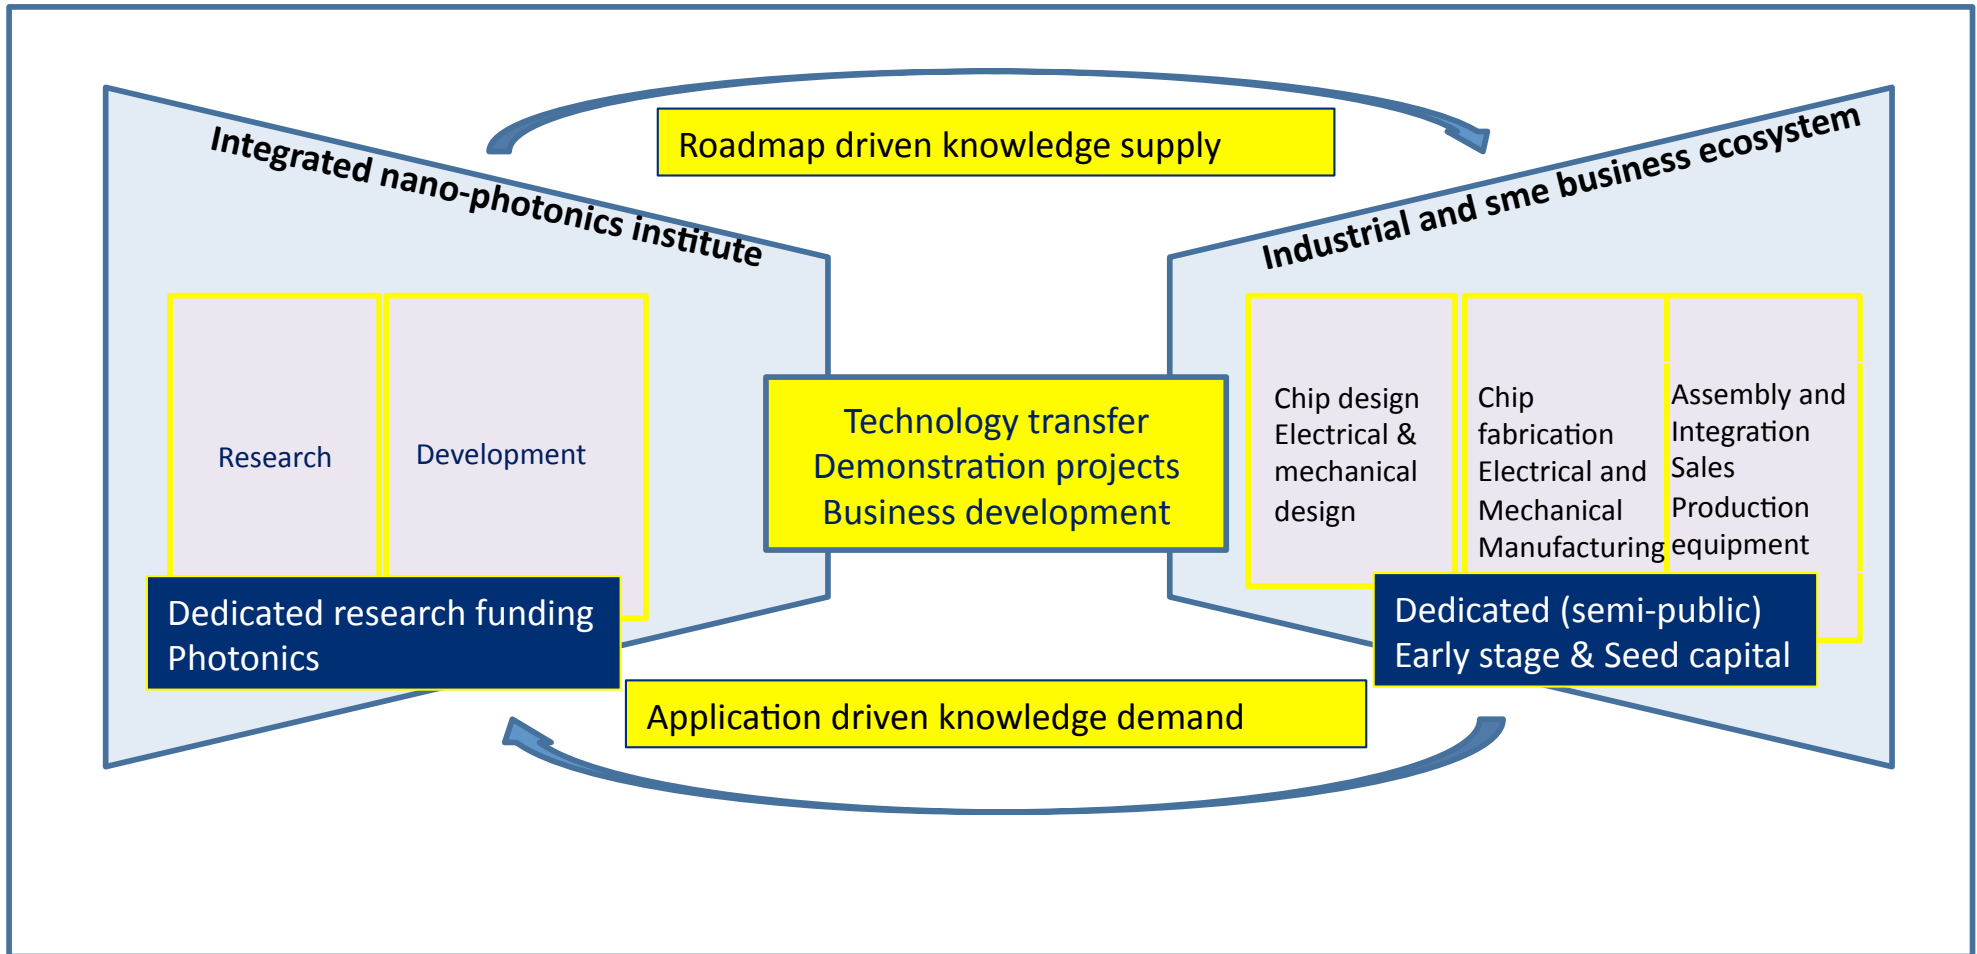 Roadmap driven knowledge supply
Integrated nano-photonics institute
Industrial and sme business ecosystem
Research
Development
Technology transfer
Demonstration projects
Business development
Chip design
Electrical &
mechanical
design
Chip
fabrication
Electrical and
Mechanical
Manufacturing
Assembly and
Integration
Sales
Production
equipment
Dedicated research funding
Photonics
Dedicated (semi-public)
Early stage & Seed capital
Application driven knowledge demand